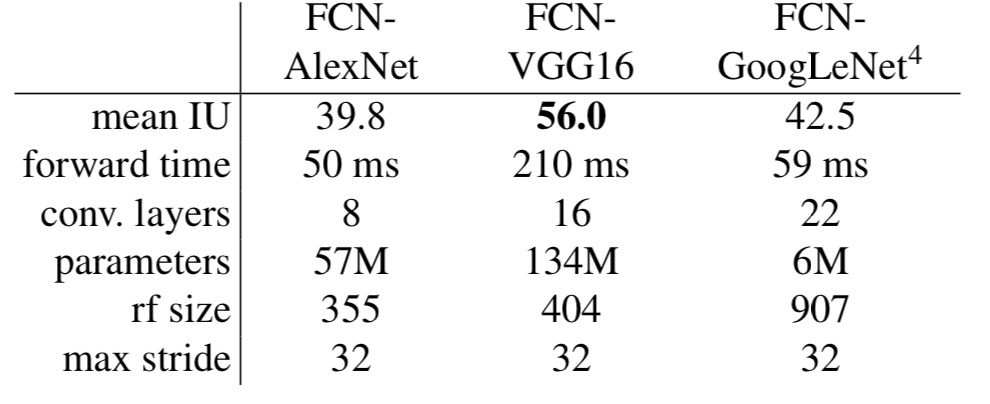 FCN- FCN- FCN-
AlexNet VGG16 GoogLeNet4
mean IU 39.8 56.0 42.5
forward time 50 ms 210 ms 59 ms
conv. layers 8 16 22
parameters 57M 134M 6M
rf size 355 404 907
max stride 32 32 32